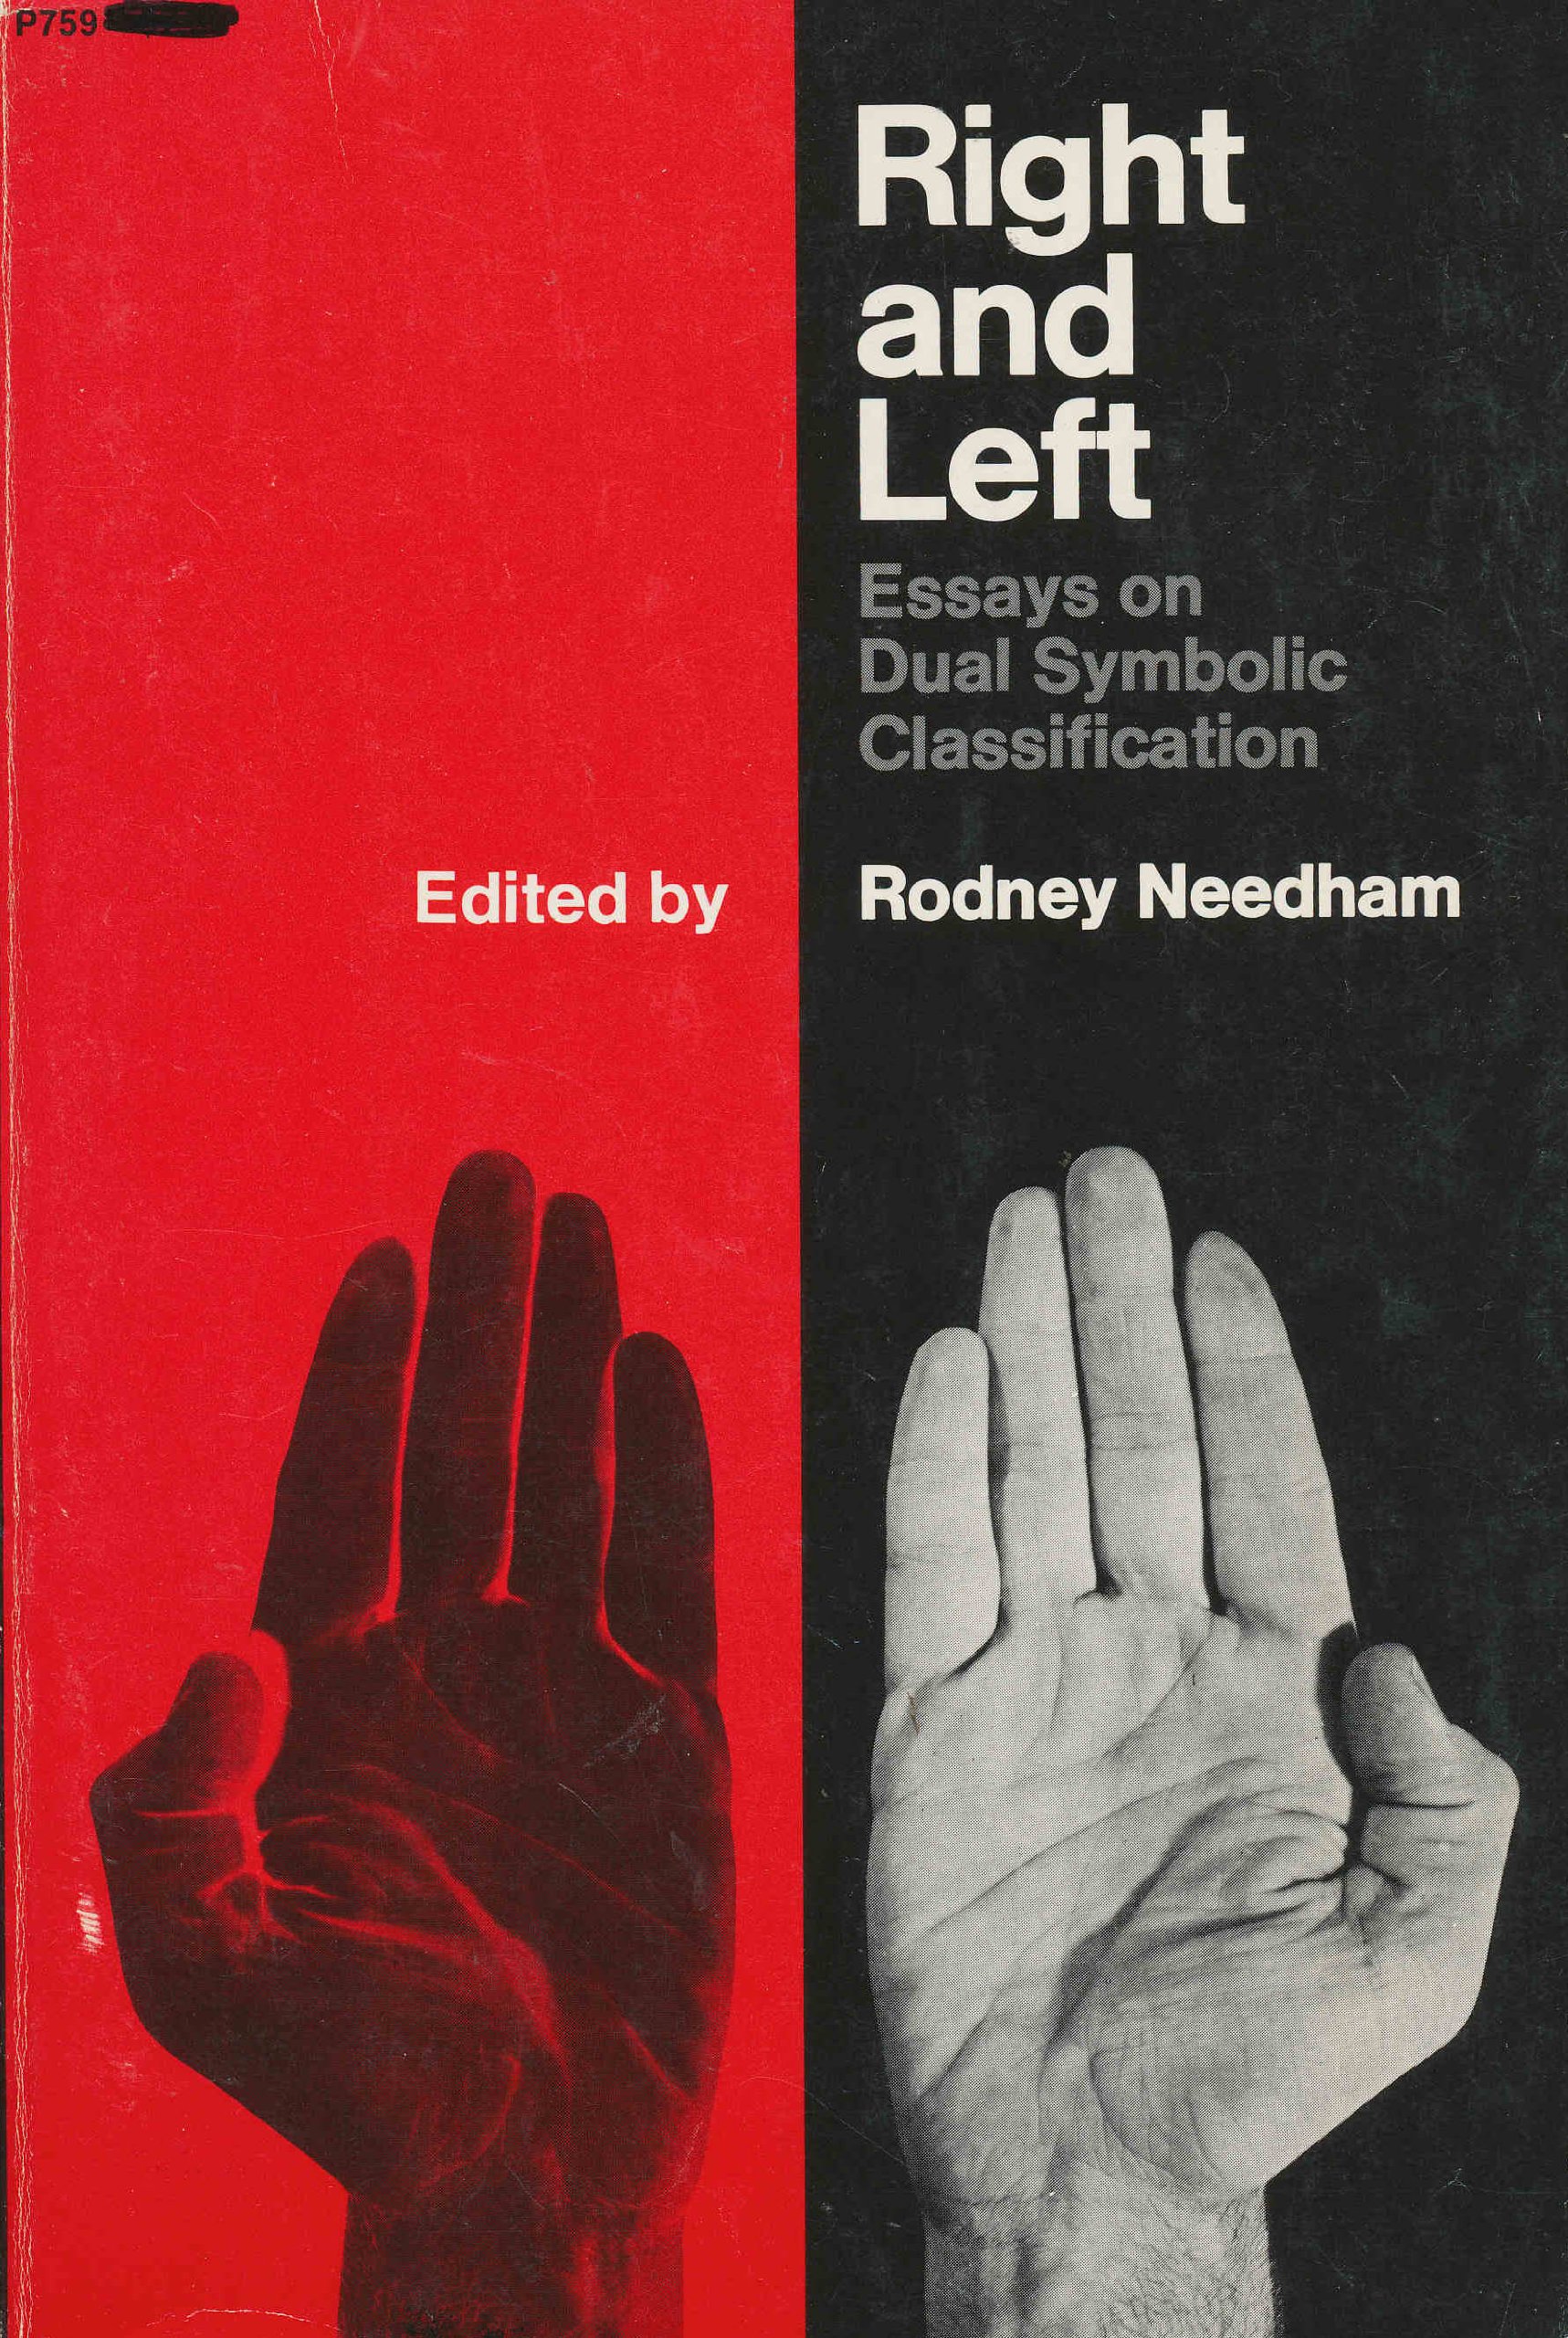 P759
Right
and
Left
Essays on
Dual Symbolic
Classification
Edited by Rodney Needham